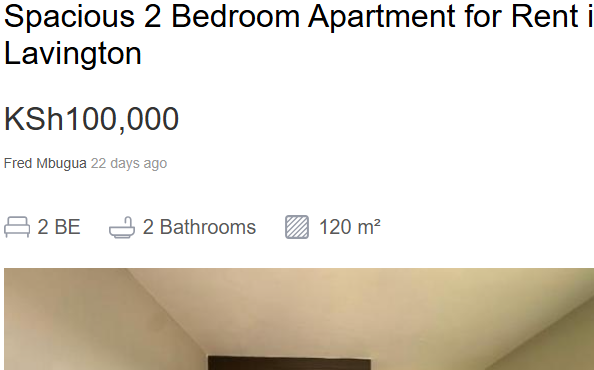 Spacious 2 Bedroom Apartment for Rent i
Lavington
KSh100,000
Fred Mbugua 22 days ago
2 BE 2 Bathrooms 120 m²